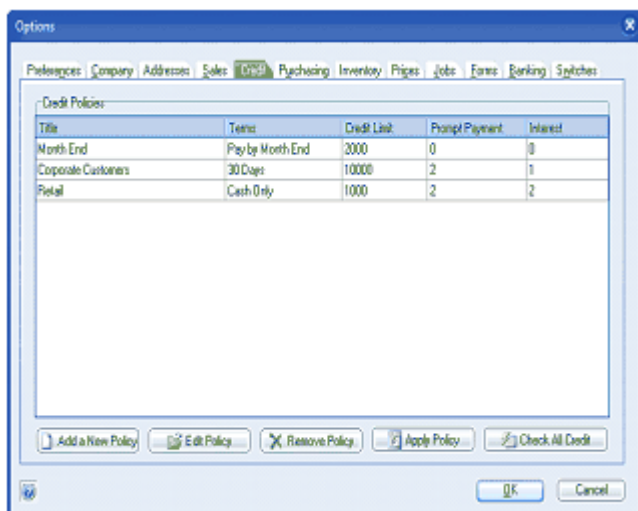 Options
Preferences Company Addresses Sales Credit Purchasing Inventory Prices Jobs Forms Banking Switches
Credit Policies
Title Terms Credit Limit Prompt Payment Interest
Month End Pay by Month End 2000 0 0
Corporate Customers 30 Days 10000 2 1
Retail Cash Only 1000 2 2
Add a New Policy Edit Policy Remove Policy Apply Policy Check All Credit
OK Cancel